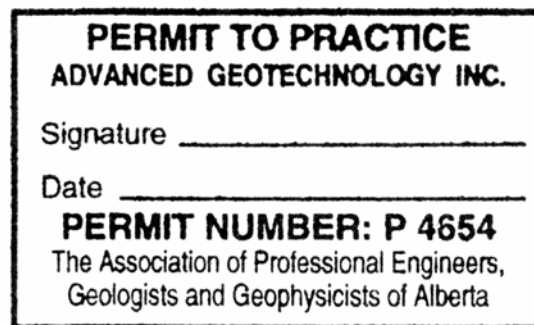 PERMIT TO PRACTICE
ADVANCED GEOTECHNOLOGY INC.
Signature
Date
PERMIT NUMBER: P 4654
The Association of Professional Engineers,
Geologists and Geophysicists of Alberta